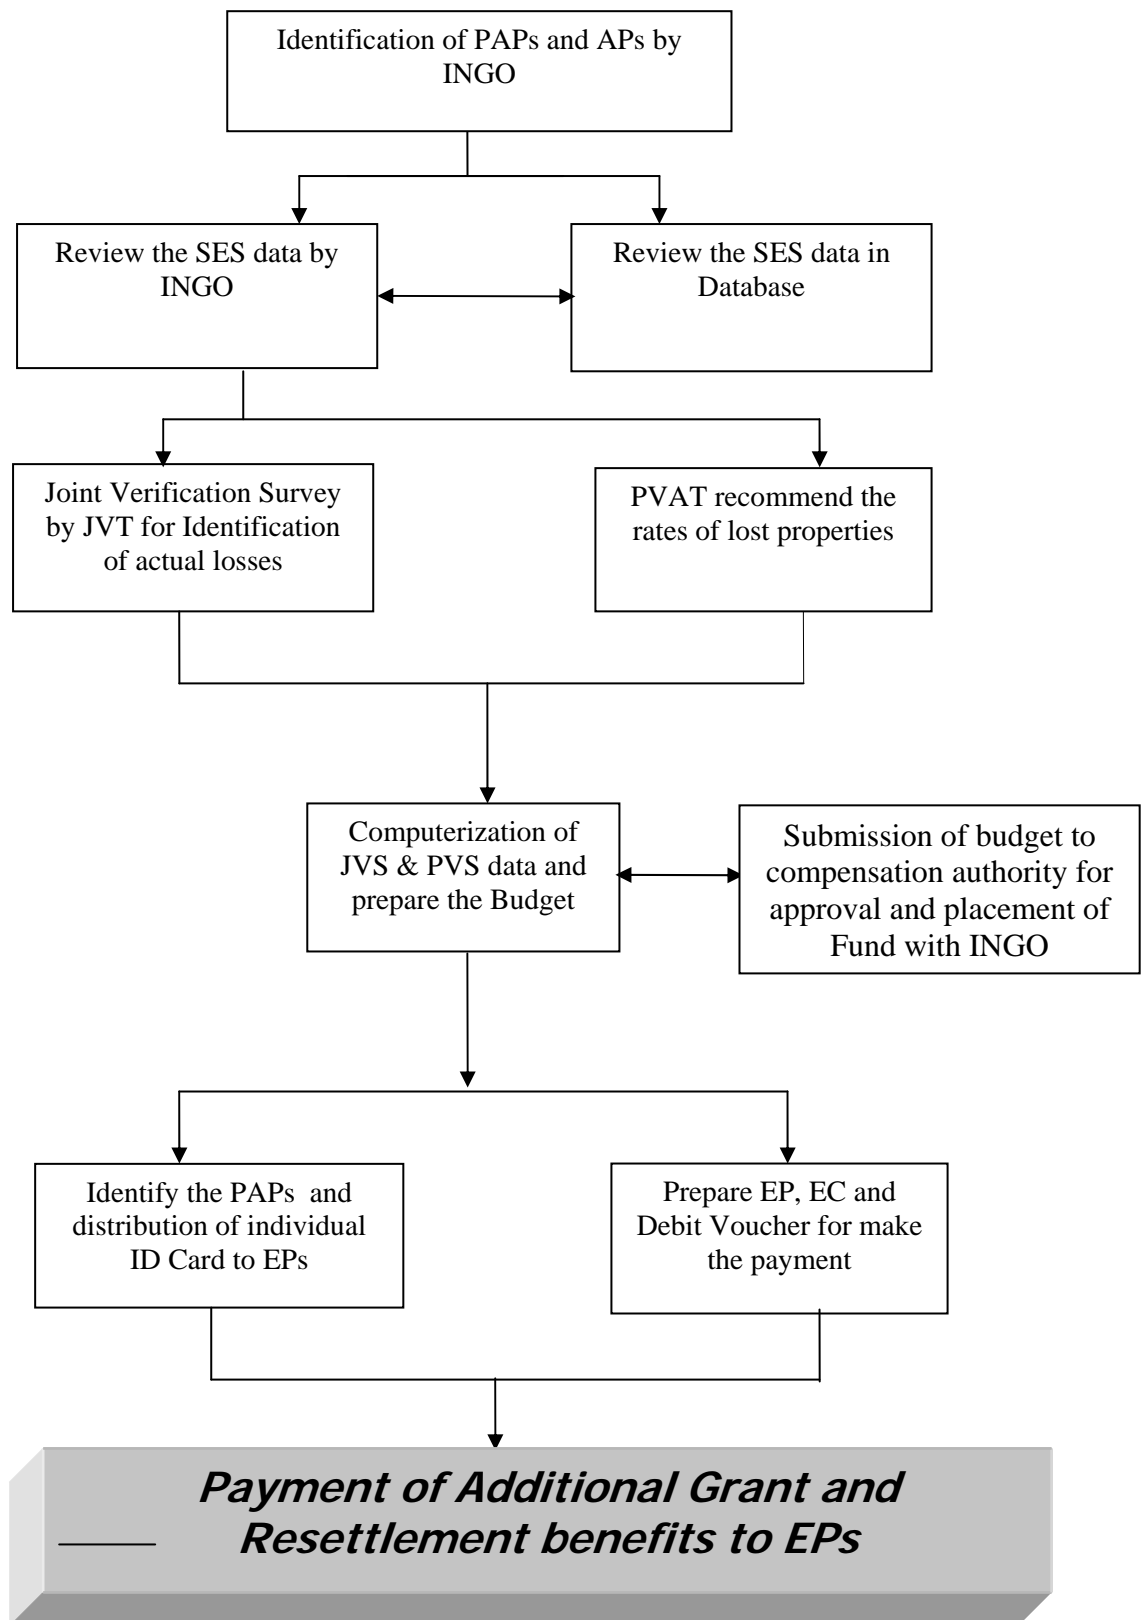 Identification of PAPs and APs by
INGO
Review the SES data by
INGO
Review the SES data in
Database
Joint Verification Survey
by JVT for Identification
of actual losses
PVAT recommend the
rates of lost properties
Computerization of
JVS & PVS data and
prepare the Budget
Submission of budget to
compensation authority for
approval and placement of
Fund with INGO
Identify the PAPs and
distribution of individual
ID Card to EPs
Prepare EP, EC and
Debit Voucher for make
the payment
Payment of Additional Grant and
Resettlement benefits to EPs